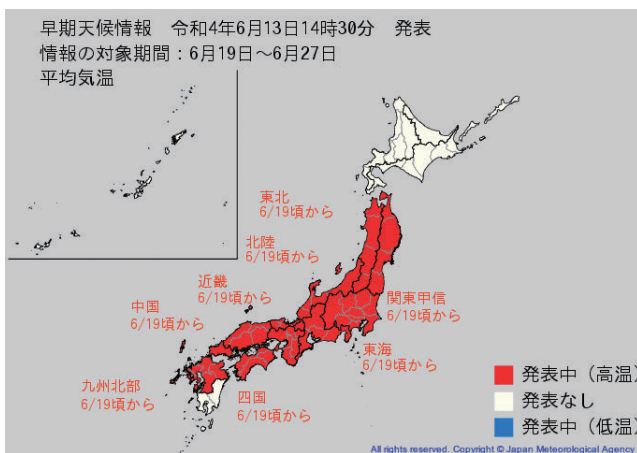 早期天候情報 令和4年6月13日14時30分 発表
情報の対象期間：6月19日～6月27日
平均気温
東北
6/19頃から
北陸
6/19頃から
近畿
6/19頃から
関東甲信
6/19頃から
中国
6/19頃から
東海
6/19頃から
九州北部
6/19頃から
四国
6/19頃から
発表中（高温）
発表なし
発表中（低温）
All rights reserved. Copyright © Japan Meteorological Agency